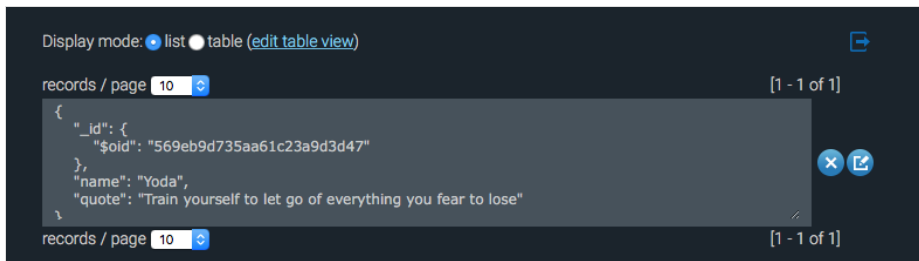 Display mode: list table (edit table view)
records / page 10 [1 - 1 of 1]
{
"_id": {
"$oid": "569eb9d735aa61c23a9d3d47"
},
"name": "Yoda",
"quote": "Train yourself to let go of everything you fear to lose"
}
records / page 10 [1 - 1 of 1]